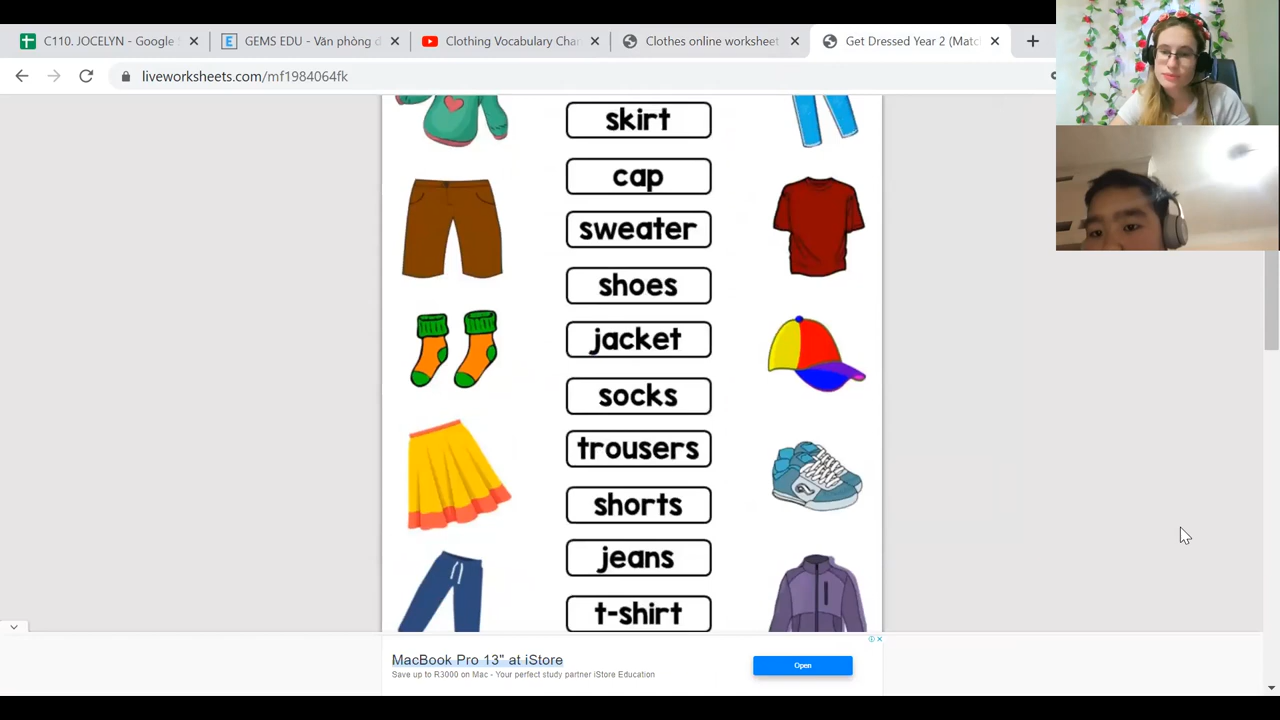 C110. JOCELYN - Google
GEMS EDU - Văn phòng
Clothing Vocabulary Chan
Clothes online worksheet
Get Dressed Year 2 (Matc
liveworksheets.com/mf1984064fk
skirt
cap
sweater
shoes
jacket
socks
trousers
shorts
jeans
t-shirt
MacBook Pro 13" at iStore
Save up to R3000 on Mac - Your perfect study partner iStore Education
Open